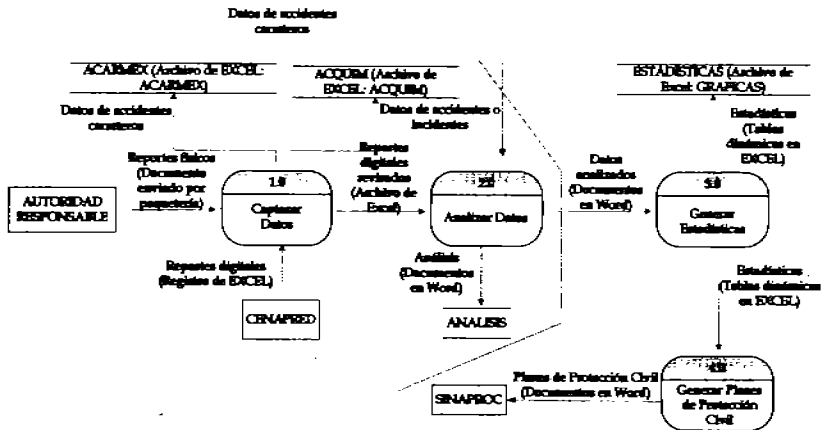 Datos de accidentes
carreteros
ACARMEX (Archivo de EXCEL:
ACARMEX)
ACQUIM (Archivo de
EXCEL: ACQUIM)
ESTADÍSTICAS (Archivo de
Excel: GRAFICAS)
Datos de accidentes
carreteros
Datos de accidentes o
incidentes
Estadísticas
(Tablas
dinámicas en
EXCEL)
Reportes físicos
(Documento
enviado por
paquetería)
Reportes
digitales
revisados
(Archivo de
Excel)
Datos
analizados
(Documentos
en Word)
AUTORIDAD
RESPONSABLE
1.0
Capturar
Datos
Analizar Datos
Generar
Estadísticas
Reportes digitales
(Registro de EXCEL)
Análisis
(Documentos
en Word)
Estadísticas
(Tablas dinámicas
en EXCEL)
CENAPRED
ANALISIS
SINAPROC
Planes de Protección Civil
(Documentos en Word)
Generar Planes
de Protección
Civil